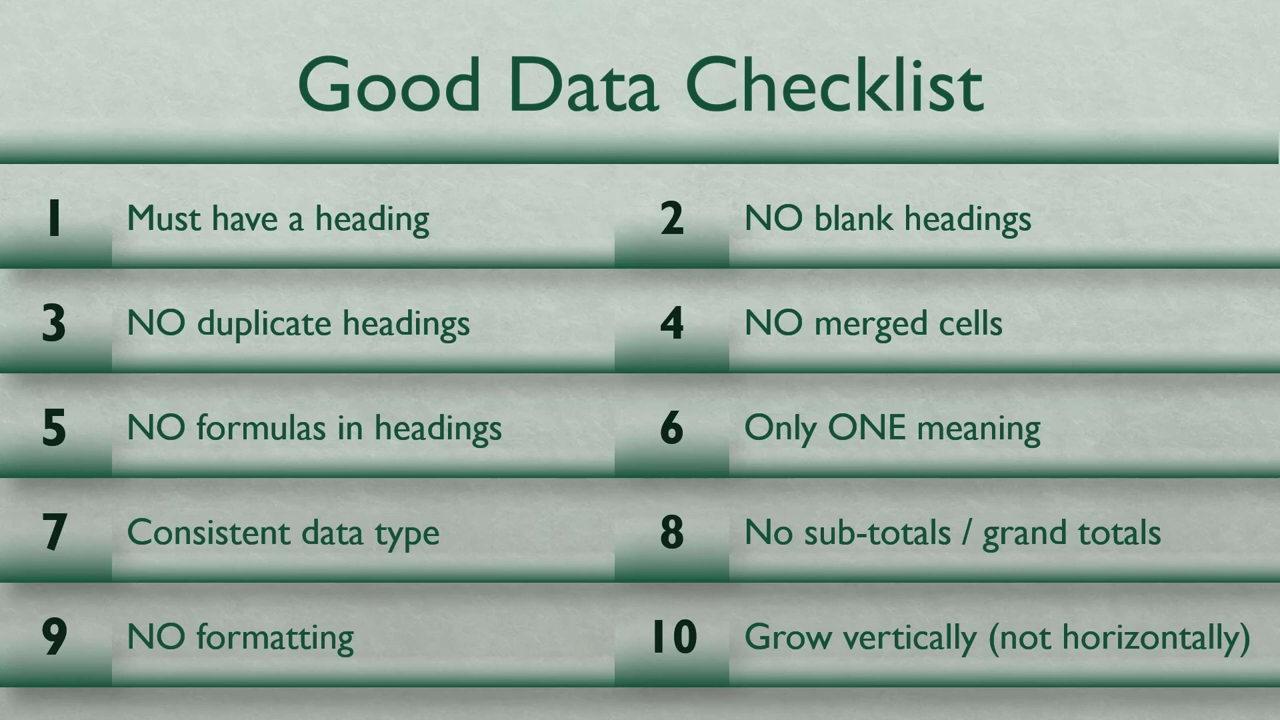 Good Data Checklist
1 Must have a heading
2 NO blank headings
3 NO duplicate headings
4 NO merged cells
5 NO formulas in headings
6 Only ONE meaning
7 Consistent data type
8 No sub-totals / grand totals
9 NO formatting
10 Grow vertically (not horizontally)